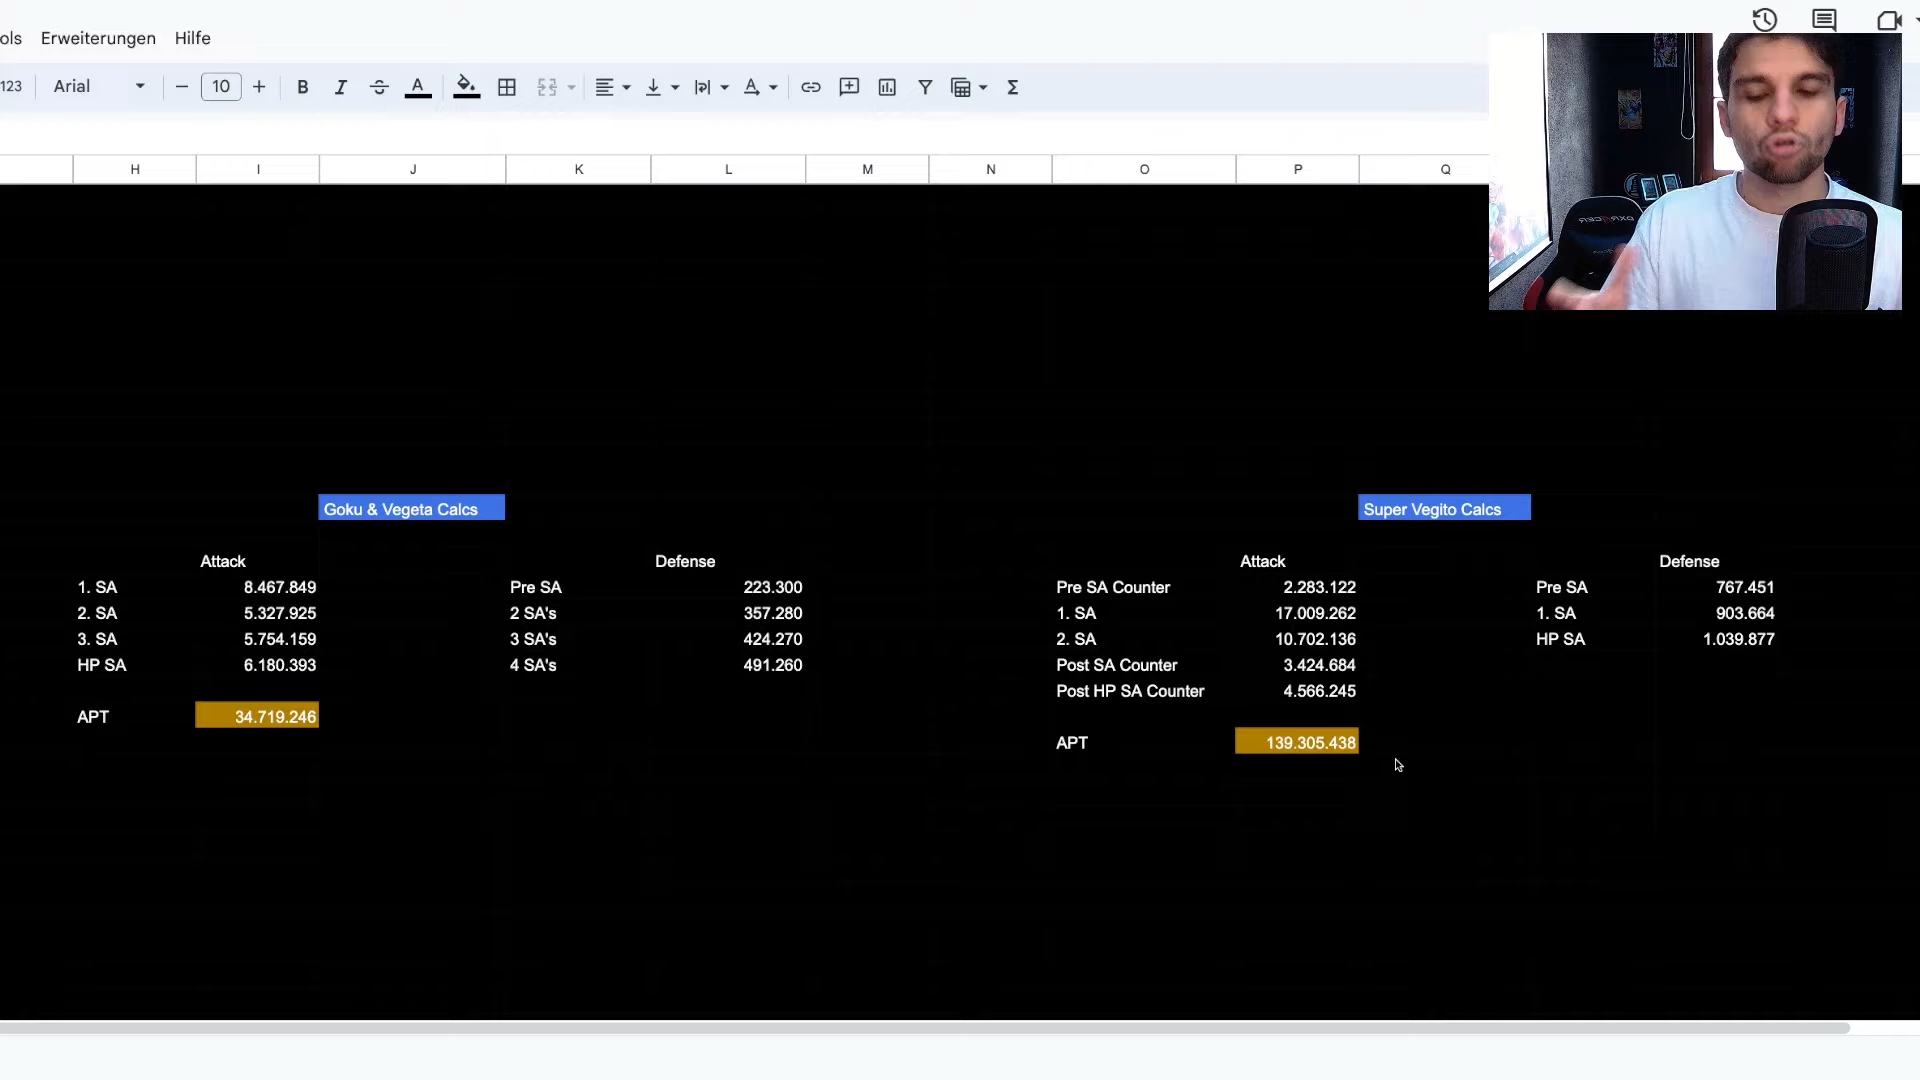 ols Erweiterungen Hilfe
123 Arial 10
H I J K L M N O P Q
Goku & Vegeta Calcs
Attack Defense
1. SA 8.467.849 Pre SA 223.300
2. SA 5.327.925 2 SA's 357.280
3. SA 5.754.159 3 SA's 424.270
HP SA 6.180.393 4 SA's 491.260
APT 34.719.246
Super Vegito Calcs
Attack Defense
Pre SA Counter 2.283.122 Pre SA 767.451
1. SA 17.009.262 1. SA 903.664
2. SA 10.702.136 HP SA 1.039.877
Post SA Counter 3.424.684
Post HP SA Counter 4.566.245
APT 139.305.438